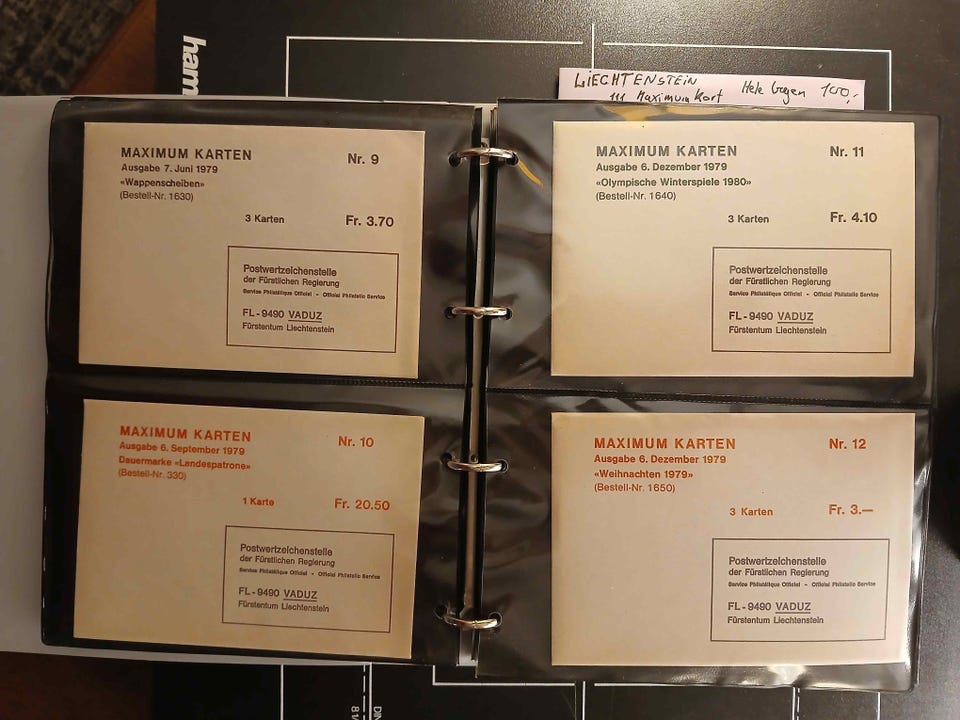 hama
LIECHTENSTEIN
111 Maximum Kort
Hele bogen 100,-
MAXIMUM KARTEN
Nr. 9
Ausgabe 7. Juni 1979
«Wappenscheiben»
(Bestell-Nr. 1630)
3 Karten
Fr. 3.70
Postwertzeichenstelle
der Fürstlichen Regierung
Service Philatélique Officiel - Official Philatelic Service
FL-9490 VADUZ
Fürstentum Liechtenstein
MAXIMUM KARTEN
Nr. 10
Ausgabe 6. September 1979
Dauermarke «Landespatrone»
(Bestell-Nr. 330)
1 Karte
Fr. 20.50
Postwertzeichenstelle
der Fürstlichen Regierung
Service Philatélique Officiel - Official Philatelic Service
FL-9490 VADUZ
Fürstentum Liechtenstein
MAXIMUM KARTEN
Nr. 11
Ausgabe 6. Dezember 1979
«Olympische Winterspiele 1980»
(Bestell-Nr. 1640)
3 Karten
Fr. 4.10
Postwertzeichenstelle
der Fürstlichen Regierung
Service Philatélique Officiel - Official Philatelic Service
FL-9490 VADUZ
Fürstentum Liechtenstein
MAXIMUM KARTEN
Nr. 12
Ausgabe 6. Dezember 1979
«Weihnachten 1979»
(Bestell-Nr. 1650)
3 Karten
Fr. 3.—
Postwertzeichenstelle
der Fürstlichen Regierung
Service Philatélique Officiel - Official Philatelic Service
FL-9490 VADUZ
Fürstentum Liechtenstein
DIN